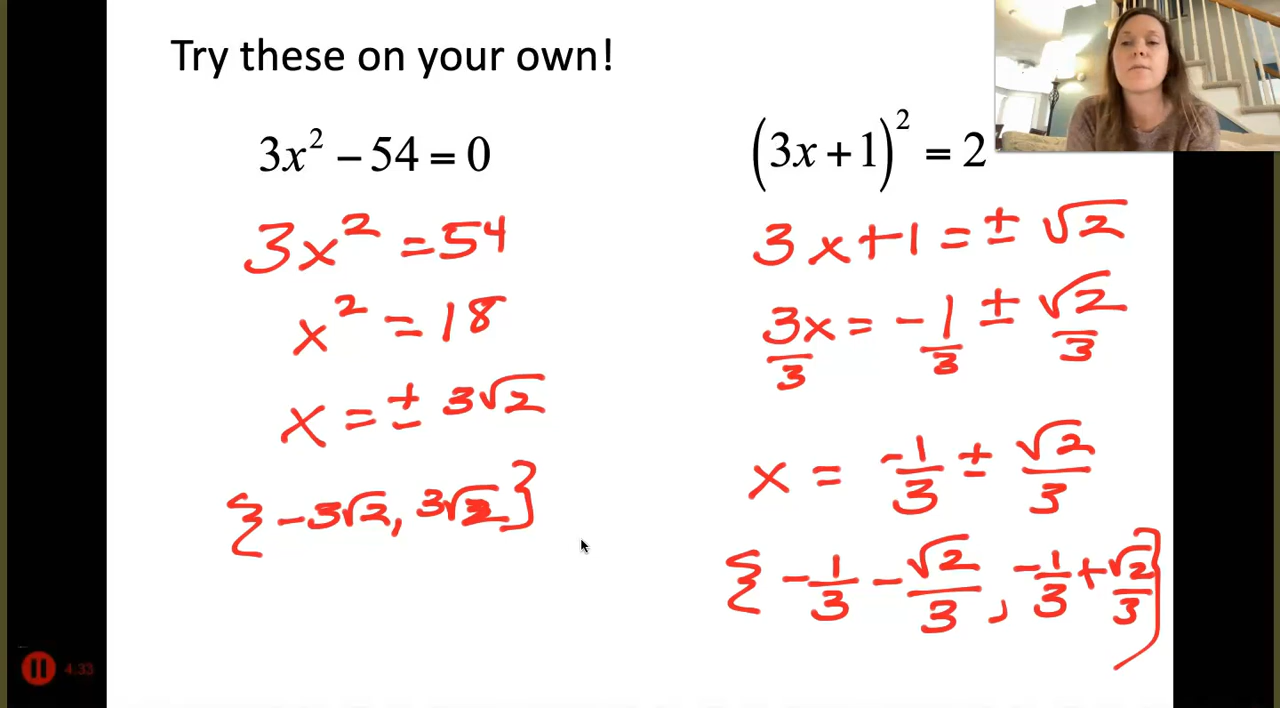 Try these on your own!
3x² − 54 = 0
3x² = 54
x² = 18
x = ± 3√2
{-3√2, 3√2}
(3x + 1)² = 2
3x + 1 = ± √2
3x/3 = -1/3 ± √2/3
x = -1/3 ± √2/3
{-1/3 - √2/3, -1/3 + √2/3}
4:33